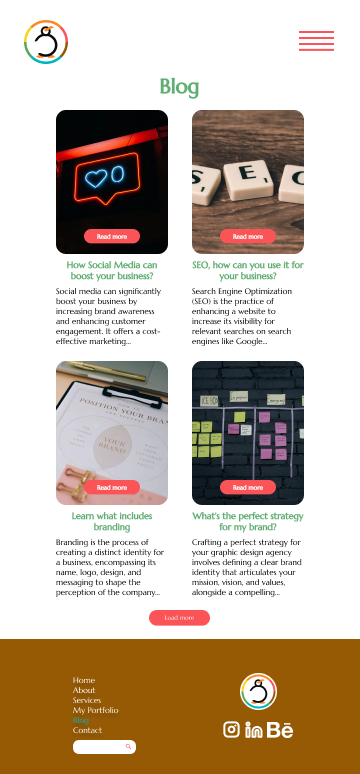 Blog
Read more
How Social Media can
boost your business?
Social media can significantly
boost your business by
increasing brand awareness
and enhancing customer
engagement. It offers a cost-
effective marketing...
S E O
Read more
SEO, how can you use it for
your business?
Search Engine Optimization
(SEO) is the practice of
enhancing a website to
increase its visibility for
relevant searches on search
engines like Google...
POSITION YOUR BRAN
YOUR
BRAND
Read more
Learn what includes
branding
Branding is the process of
creating a distinct identity for
a business, encompassing its
name, logo, design, and
messaging to shape the
perception of the company...
Read more
What's the perfect strategy
for my brand?
Crafting a perfect strategy for
your graphic design agency
involves defining a clear brand
identity that articulates your
mission, vision, and values,
alongside a compelling...
Load more
Home
About
Services
My Portfolio
Blog
Contact
in
Bē